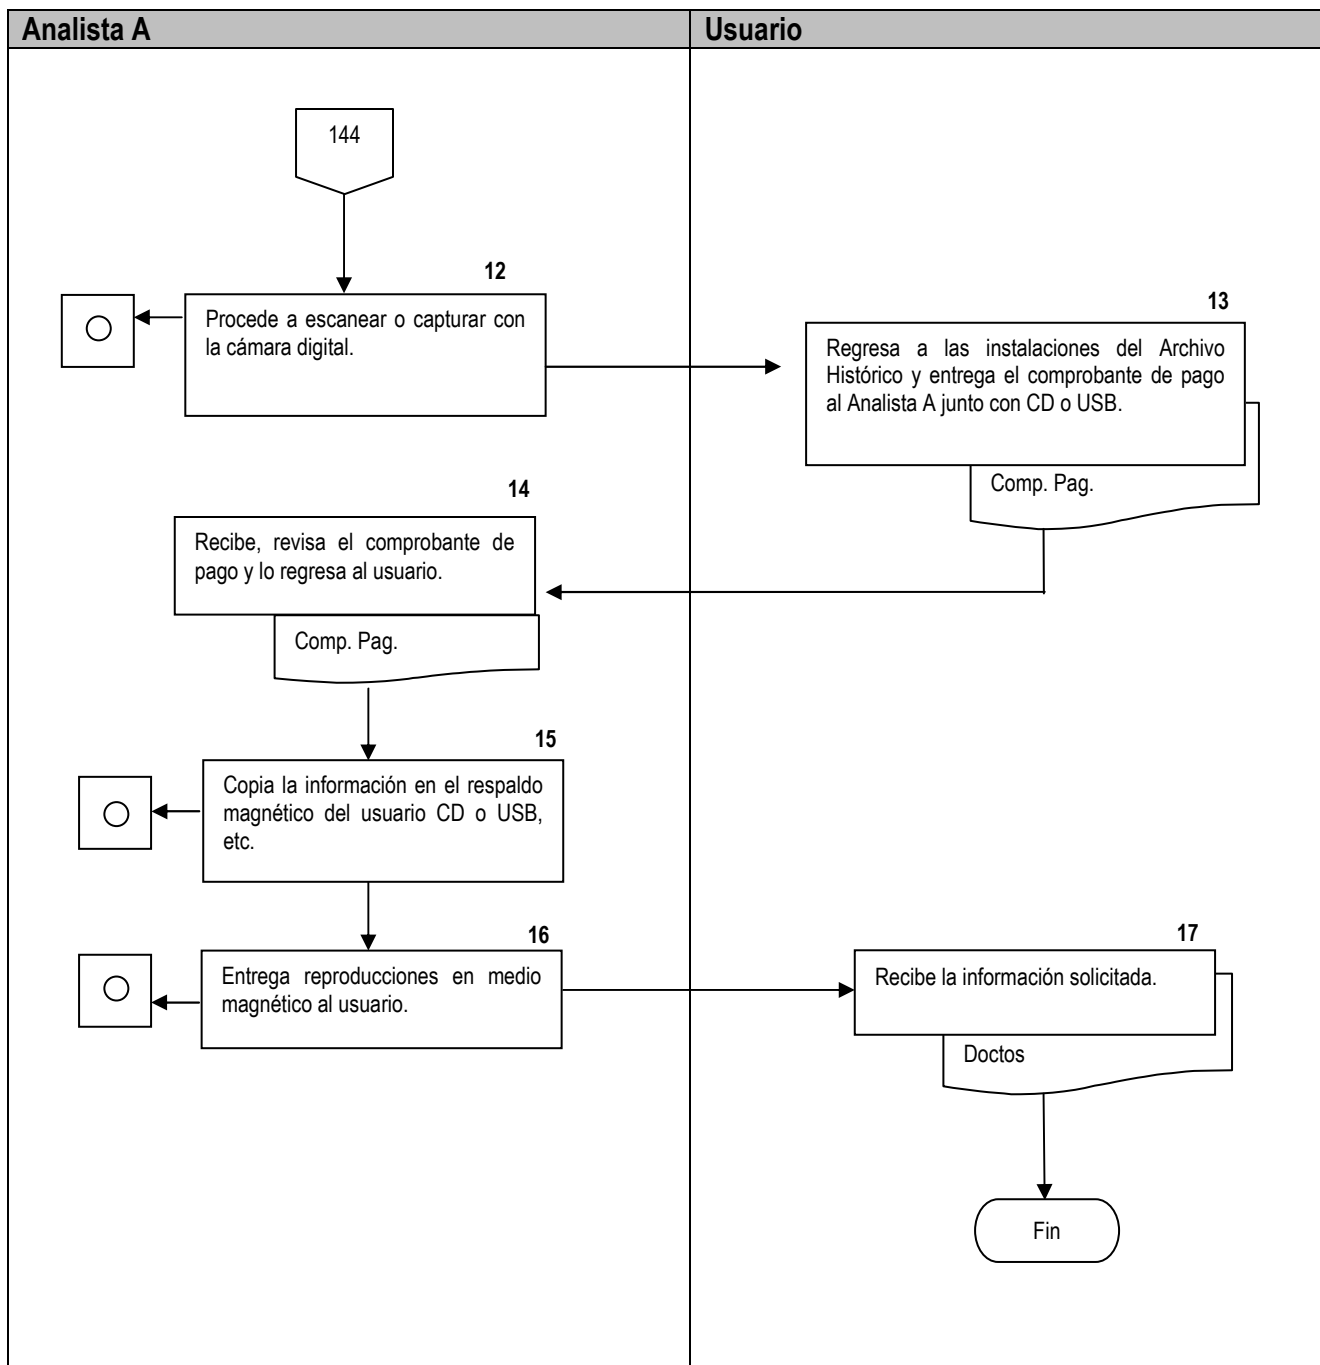 Analista A
Usuario
144
12
Procede a escanear o capturar con
la cámara digital.
13
Regresa a las instalaciones del Archivo
Histórico y entrega el comprobante de pago
al Analista A junto con CD o USB.
Comp. Pag.
14
Recibe, revisa el comprobante de
pago y lo regresa al usuario.
Comp. Pag.
15
Copia la información en el respaldo
magnético del usuario CD o USB,
etc.
16
Entrega reproducciones en medio
magnético al usuario.
17
Recibe la información solicitada.
Doctos
Fin